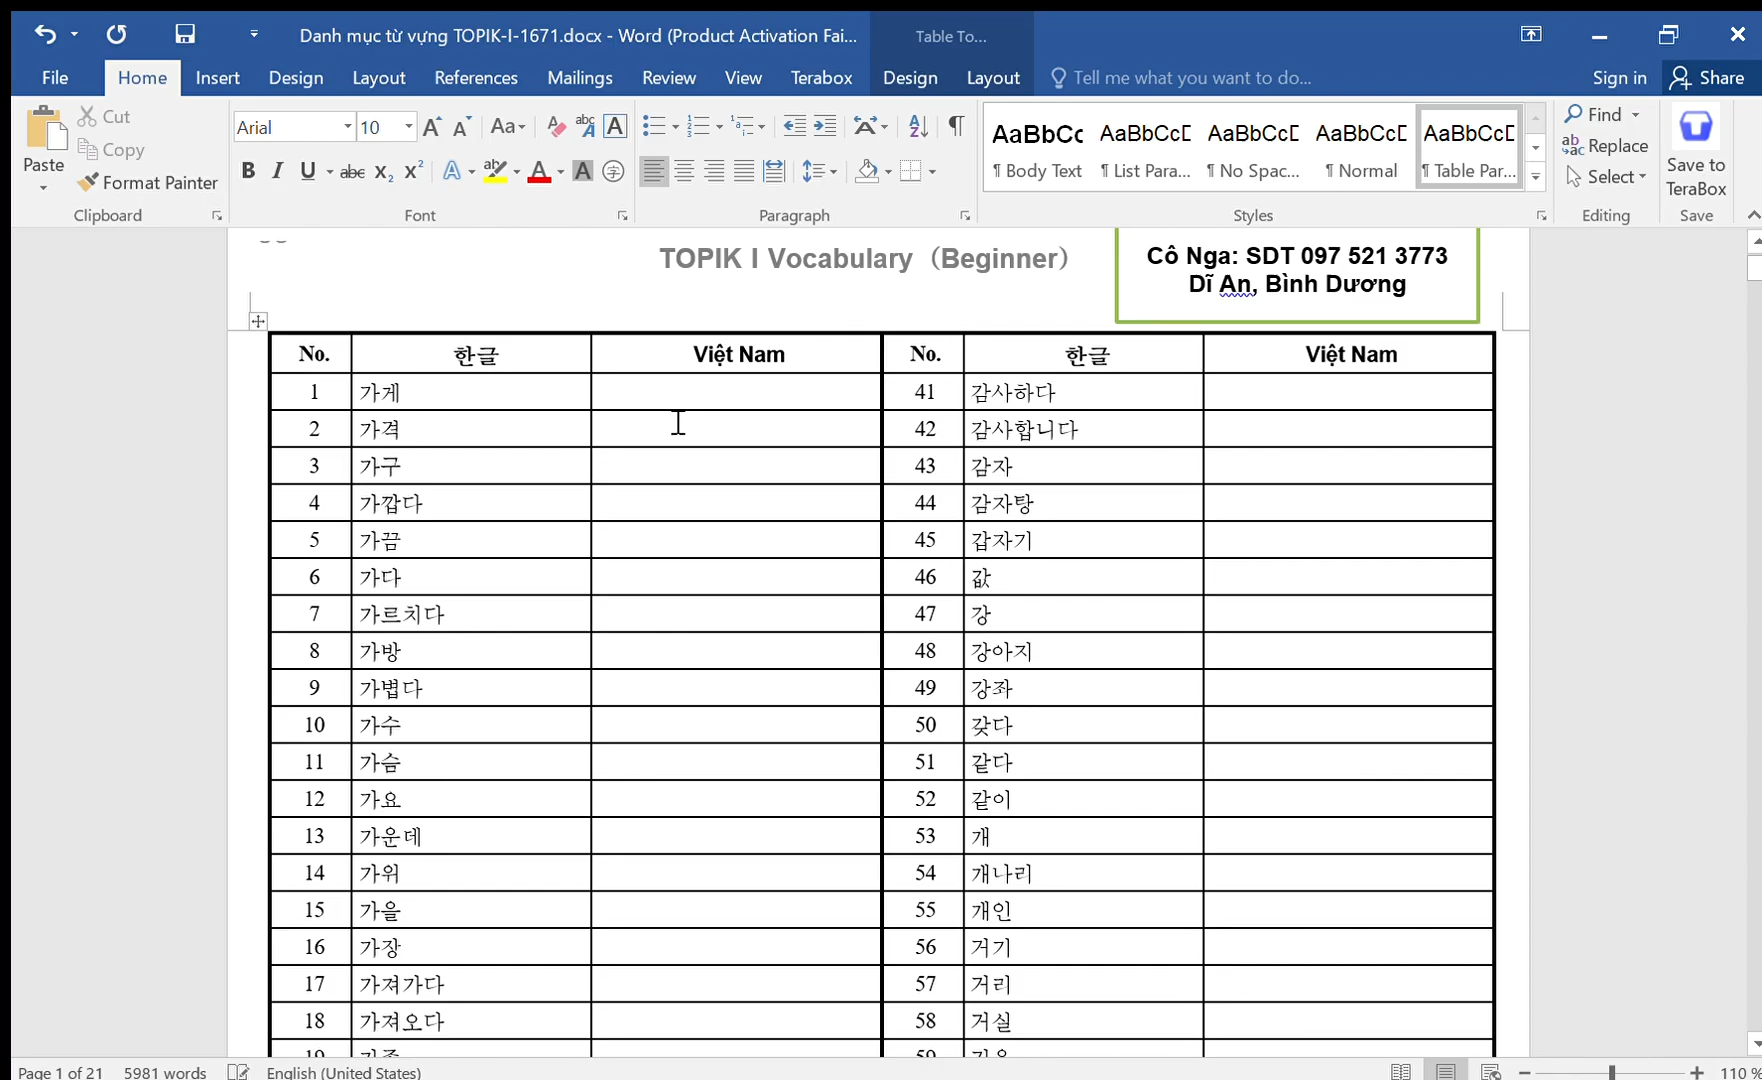 Danh mục từ vựng TOPIK-I-1671.docx - Word (Product Activation Fai...
Table To...
File Home Insert Design Layout References Mailings Review View Terabox Design Layout Tell me what you want to do... Sign in Share
Paste
Cut
Copy
Format Painter
Clipboard
Arial 10
Font
Paragraph
AaBbCc AaBbCcD AaBbCcD AaBbCcD AaBbCcD
¶ Body Text ¶ List Para... ¶ No Spac... ¶ Normal ¶ Table Par...
Styles
Find
Replace
Select
Editing
Save to
TeraBox
Save
TOPIK I Vocabulary（Beginner）
Cô Nga: SDT 097 521 3773
Dĩ An, Bình Dương
No. 한글 Việt Nam No. 한글 Việt Nam
1 가게 41 감사하다
2 가격 42 감사합니다
3 가구 43 감자
4 가깝다 44 감자탕
5 가끔 45 갑자기
6 가다 46 값
7 가르치다 47 강
8 가방 48 강아지
9 가볍다 49 강좌
10 가수 50 갖다
11 가슴 51 같다
12 가요 52 같이
13 가운데 53 개
14 가위 54 개나리
15 가을 55 개인
16 가장 56 거기
17 가져가다 57 거리
18 가져오다 58 거실
19 59
Page 1 of 21 5981 words English (United States) 110 %